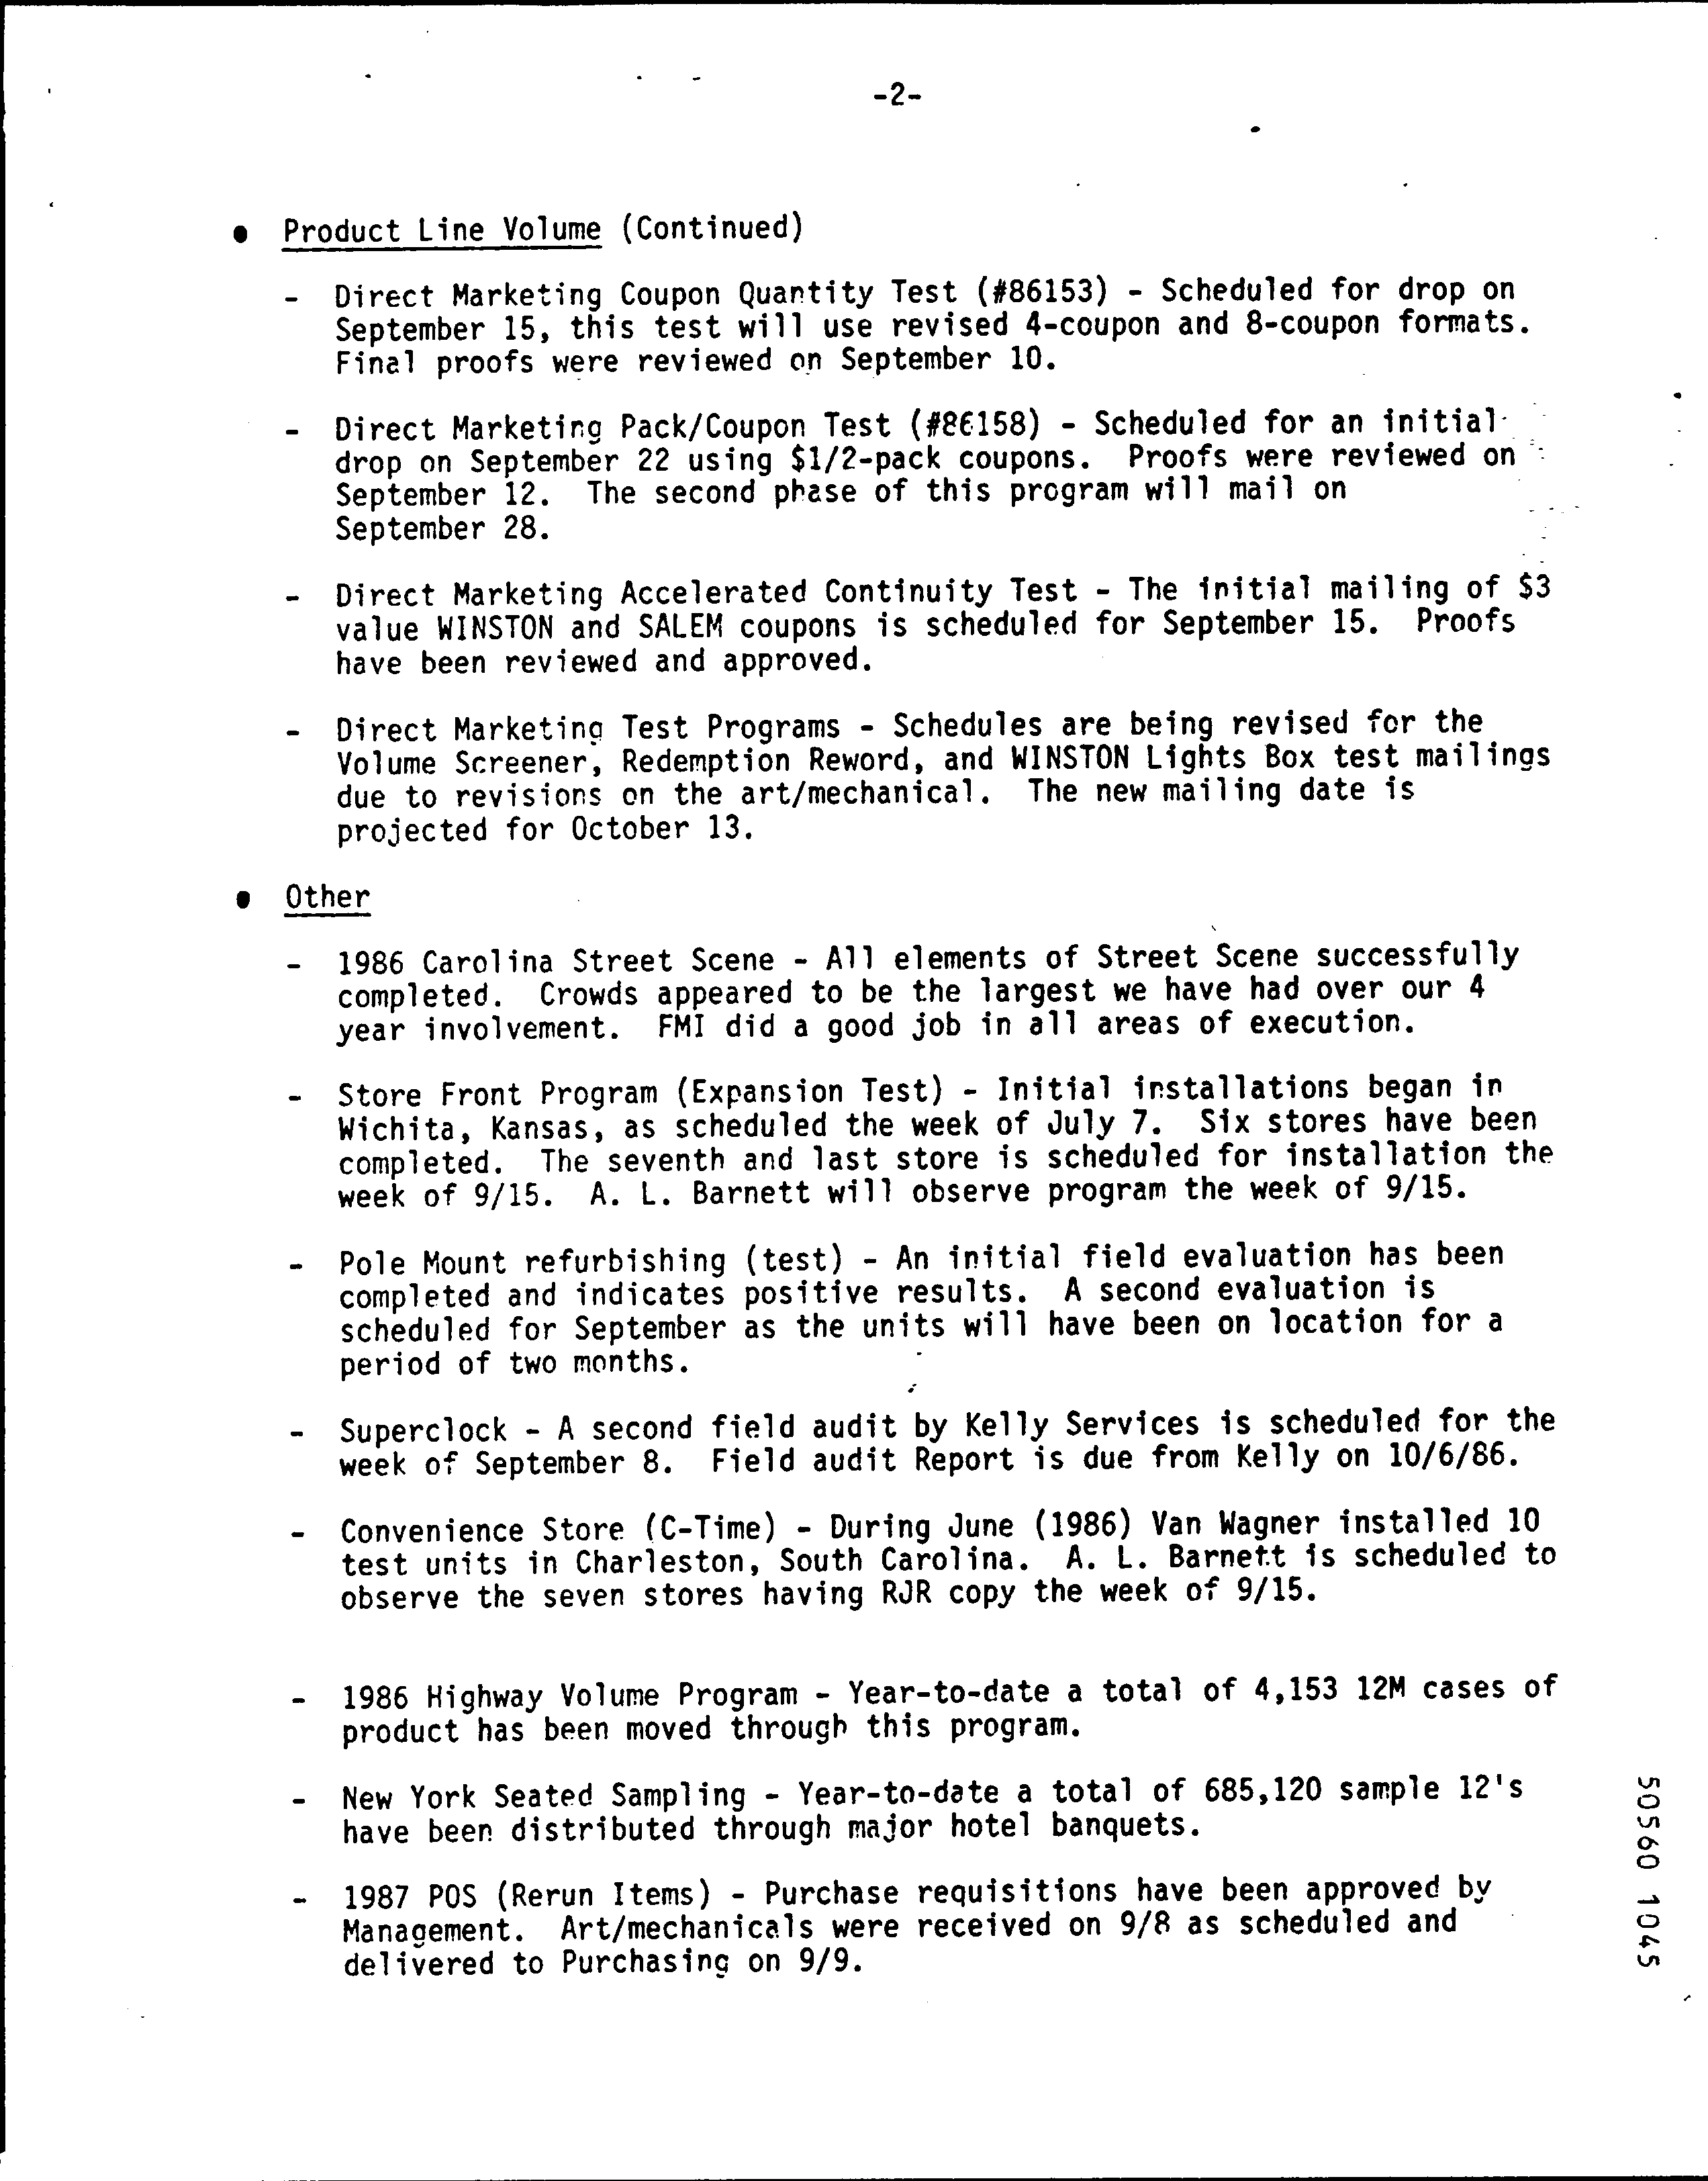 -2-
• Product Line Volume (Continued)
- Direct Marketing Coupon Quantity Test (#86153) - Scheduled for drop on
September 15, this test will use revised 4-coupon and 8-coupon formats.
Final proofs were reviewed on September 10.
- Direct Marketing Pack/Coupon Test (#86158) - Scheduled for an initial
drop on September 22 using $1/2-pack coupons. Proofs were reviewed on
September 12. The second phase of this program will mail on
September 28.
- Direct Marketing Accelerated Continuity Test - The initial mailing of $3
value WINSTON and SALEM coupons is scheduled for September 15. Proofs
have been reviewed and approved.
- Direct Marketing Test Programs - Schedules are being revised for the
Volume Screener, Redemption Reword, and WINSTON Lights Box test mailings
due to revisions on the art/mechanical. The new mailing date is
projected for October 13.
• Other
- 1986 Carolina Street Scene - All elements of Street Scene successfully
completed. Crowds appeared to be the largest we have had over our 4
year involvement. FMI did a good job in all areas of execution.
- Store Front Program (Expansion Test) - Initial installations began in
Wichita, Kansas, as scheduled the week of July 7. Six stores have been
completed. The seventh and last store is scheduled for installation the
week of 9/15. A. L. Barnett will observe program the week of 9/15.
- Pole Mount refurbishing (test) - An initial field evaluation has been
completed and indicates positive results. A second evaluation is
scheduled for September as the units will have been on location for a
period of two months.
- Superclock - A second field audit by Kelly Services is scheduled for the
week of September 8. Field audit Report is due from Kelly on 10/6/86.
- Convenience Store (C-Time) - During June (1986) Van Wagner installed 10
test units in Charleston, South Carolina. A. L. Barnett is scheduled to
observe the seven stores having RJR copy the week of 9/15.
- 1986 Highway Volume Program - Year-to-date a total of 4,153 12M cases of
product has been moved through this program.
- New York Seated Sampling - Year-to-date a total of 685,120 sample 12's
have been distributed through major hotel banquets.
- 1987 POS (Rerun Items) - Purchase requisitions have been approved by
Management. Art/mechanicals were received on 9/8 as scheduled and
delivered to Purchasing on 9/9.
50560 1045